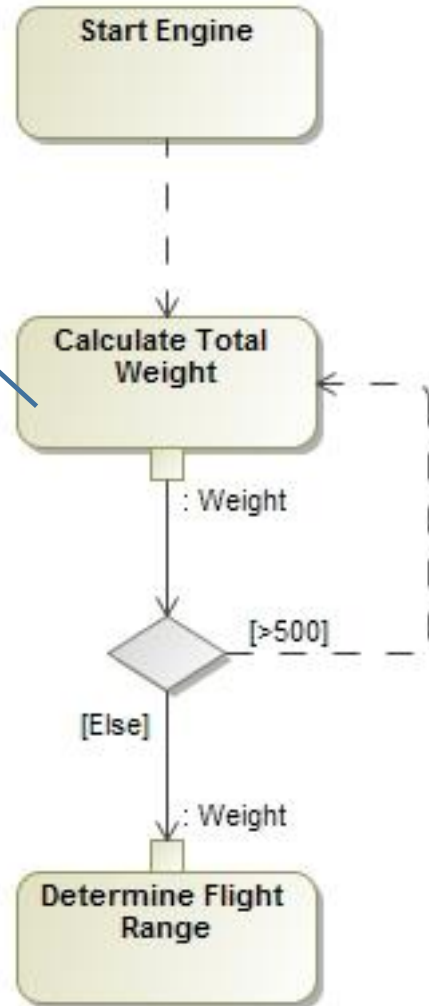 Start Engine
Calculate Total
Weight
: Weight
[>500]
[Else]
: Weight
Determine Flight
Range